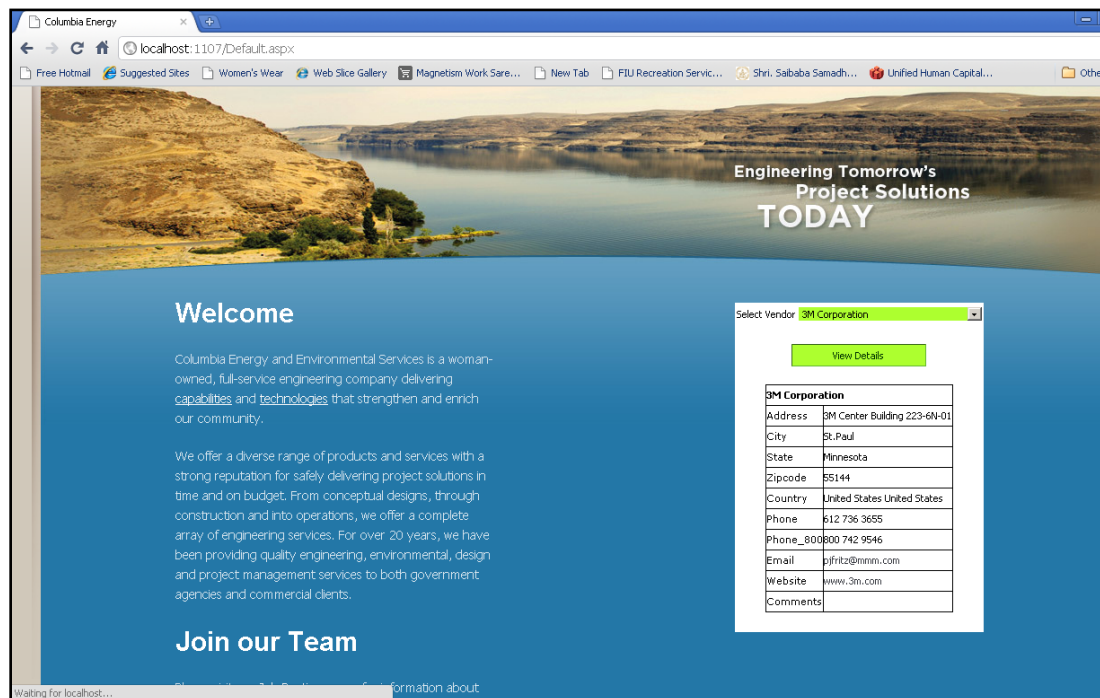 Columbia Energy
localhost:1107/Default.aspx
Free Hotmail Suggested Sites Women's Wear Web Slice Gallery Magnetism Work Sare... New Tab FIU Recreation Servic... Shri. Saibaba Samadh... Unified Human Capital... Othe
Engineering Tomorrow's
Project Solutions
TODAY
Welcome
Columbia Energy and Environmental Services is a woman-
owned, full-service engineering company delivering
capabilities and technologies that strengthen and enrich
our community.
We offer a diverse range of products and services with a
strong reputation for safely delivering project solutions in
time and on budget. From conceptual designs, through
construction and into operations, we offer a complete
array of engineering services. For over 20 years, we have
been providing quality engineering, environmental, design
and project management services to both government
agencies and commercial clients.
Join our Team
information about
Waiting for localhost...
Select Vendor 3M Corporation
View Details
3M Corporation
Address 3M Center Building 223-6N-01
City St.Paul
State Minnesota
Zipcode 55144
Country United States United States
Phone 612 736 3655
Phone_800 800 742 9546
Email pjfritz@mmm.com
Website www.3m.com
Comments